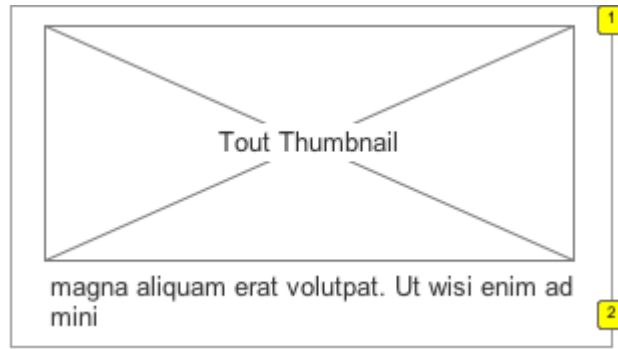 1
Tout Thumbnail
magna aliquam erat volutpat. Ut wisi enim ad
mini
2